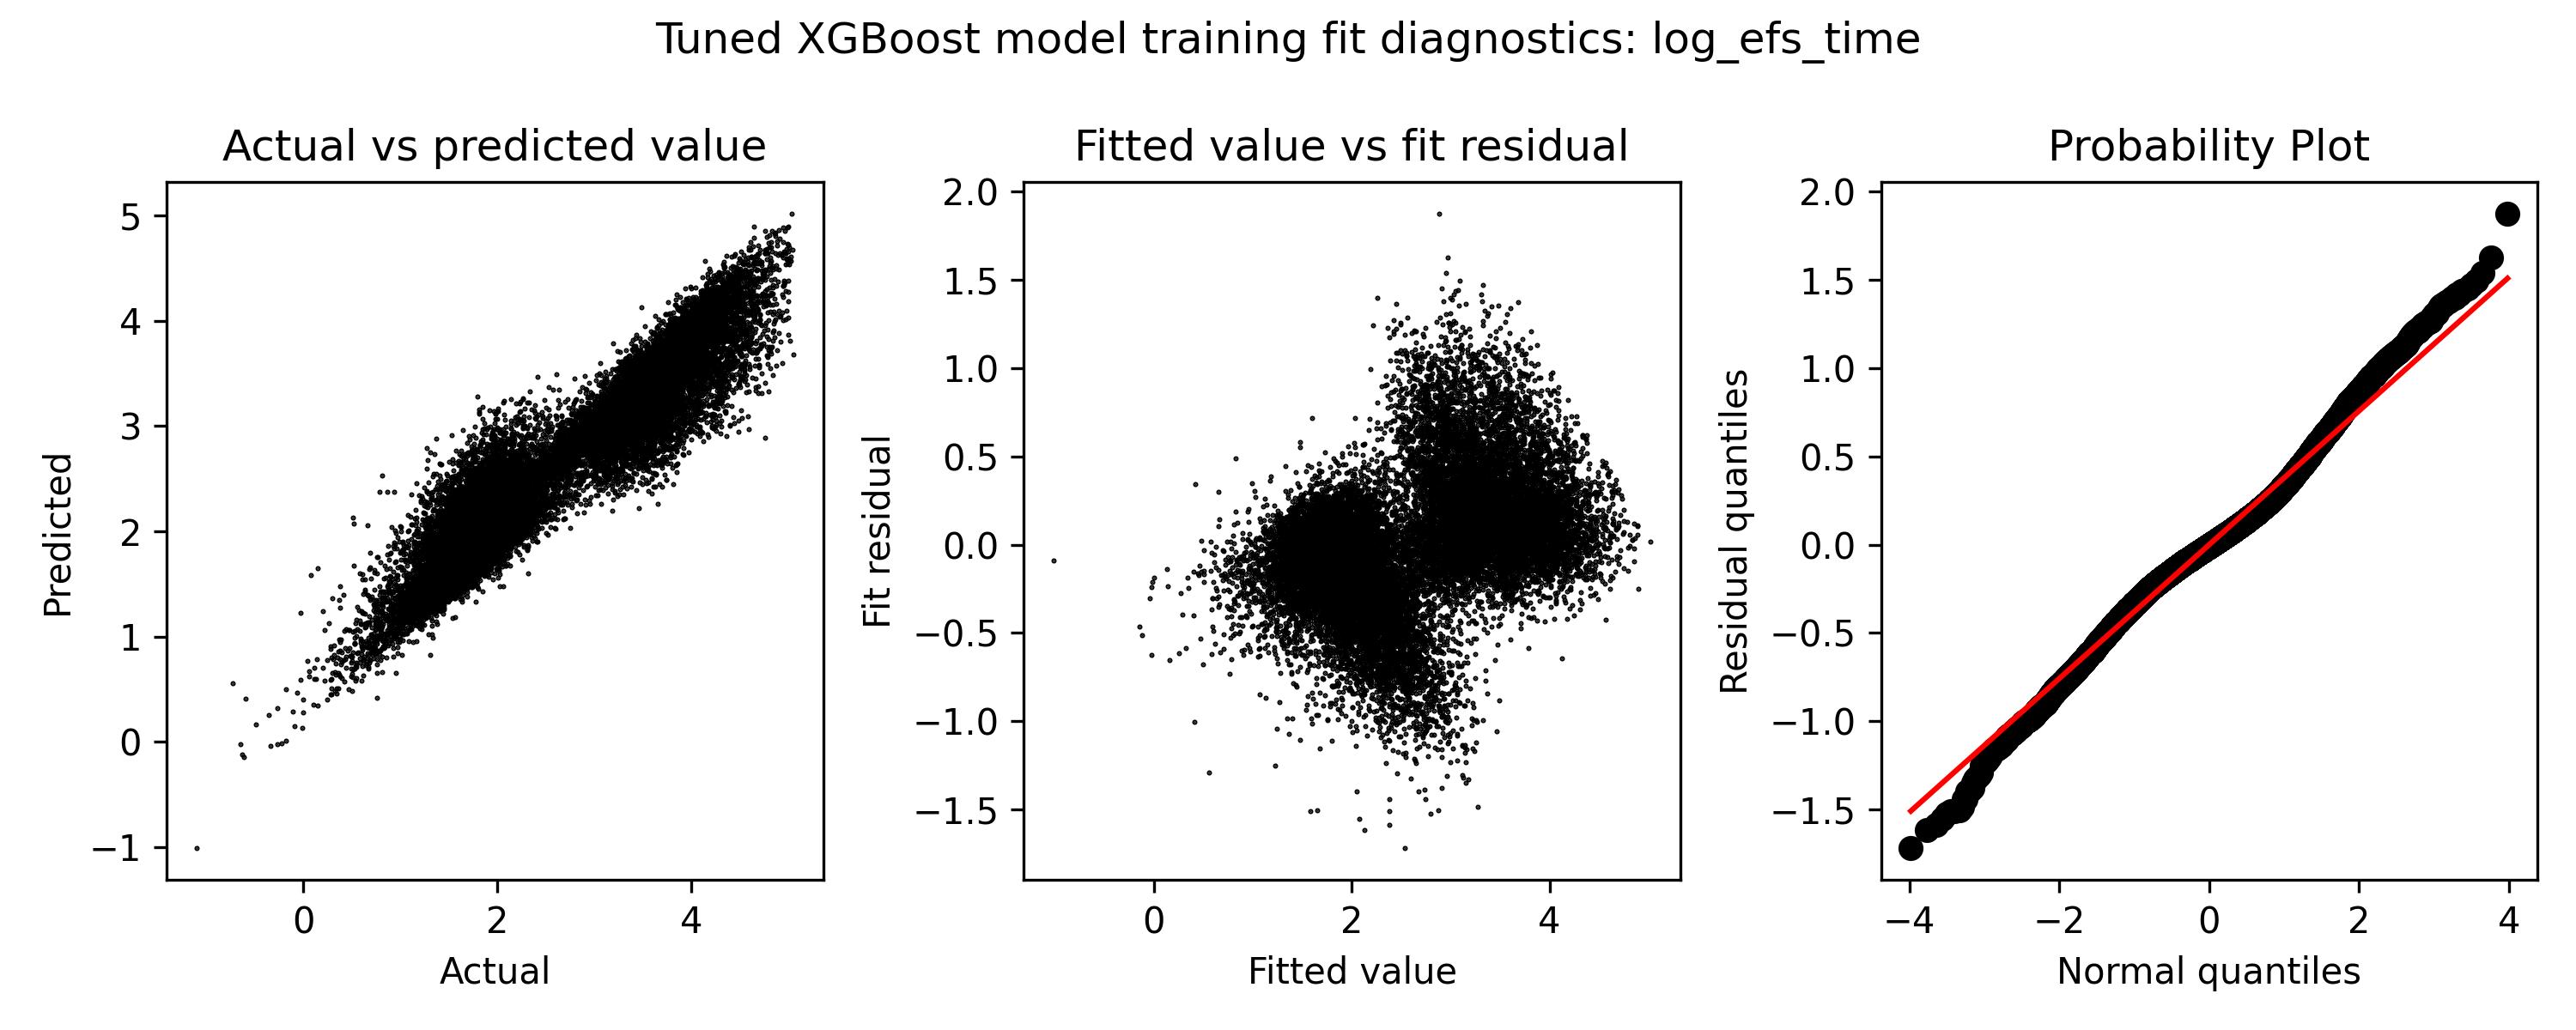 Tuned XGBoost model training fit diagnostics: log_efs_time
Actual vs predicted value
5
4
3
2
1
0
−1
Predicted
0 2 4
Actual
Fitted value vs fit residual
2.0
1.5
1.0
0.5
0.0
−0.5
−1.0
−1.5
Fit residual
0 2 4
Fitted value
Probability Plot
2.0
1.5
1.0
0.5
0.0
−0.5
−1.0
−1.5
Residual quantiles
−4 −2 0 2 4
Normal quantiles